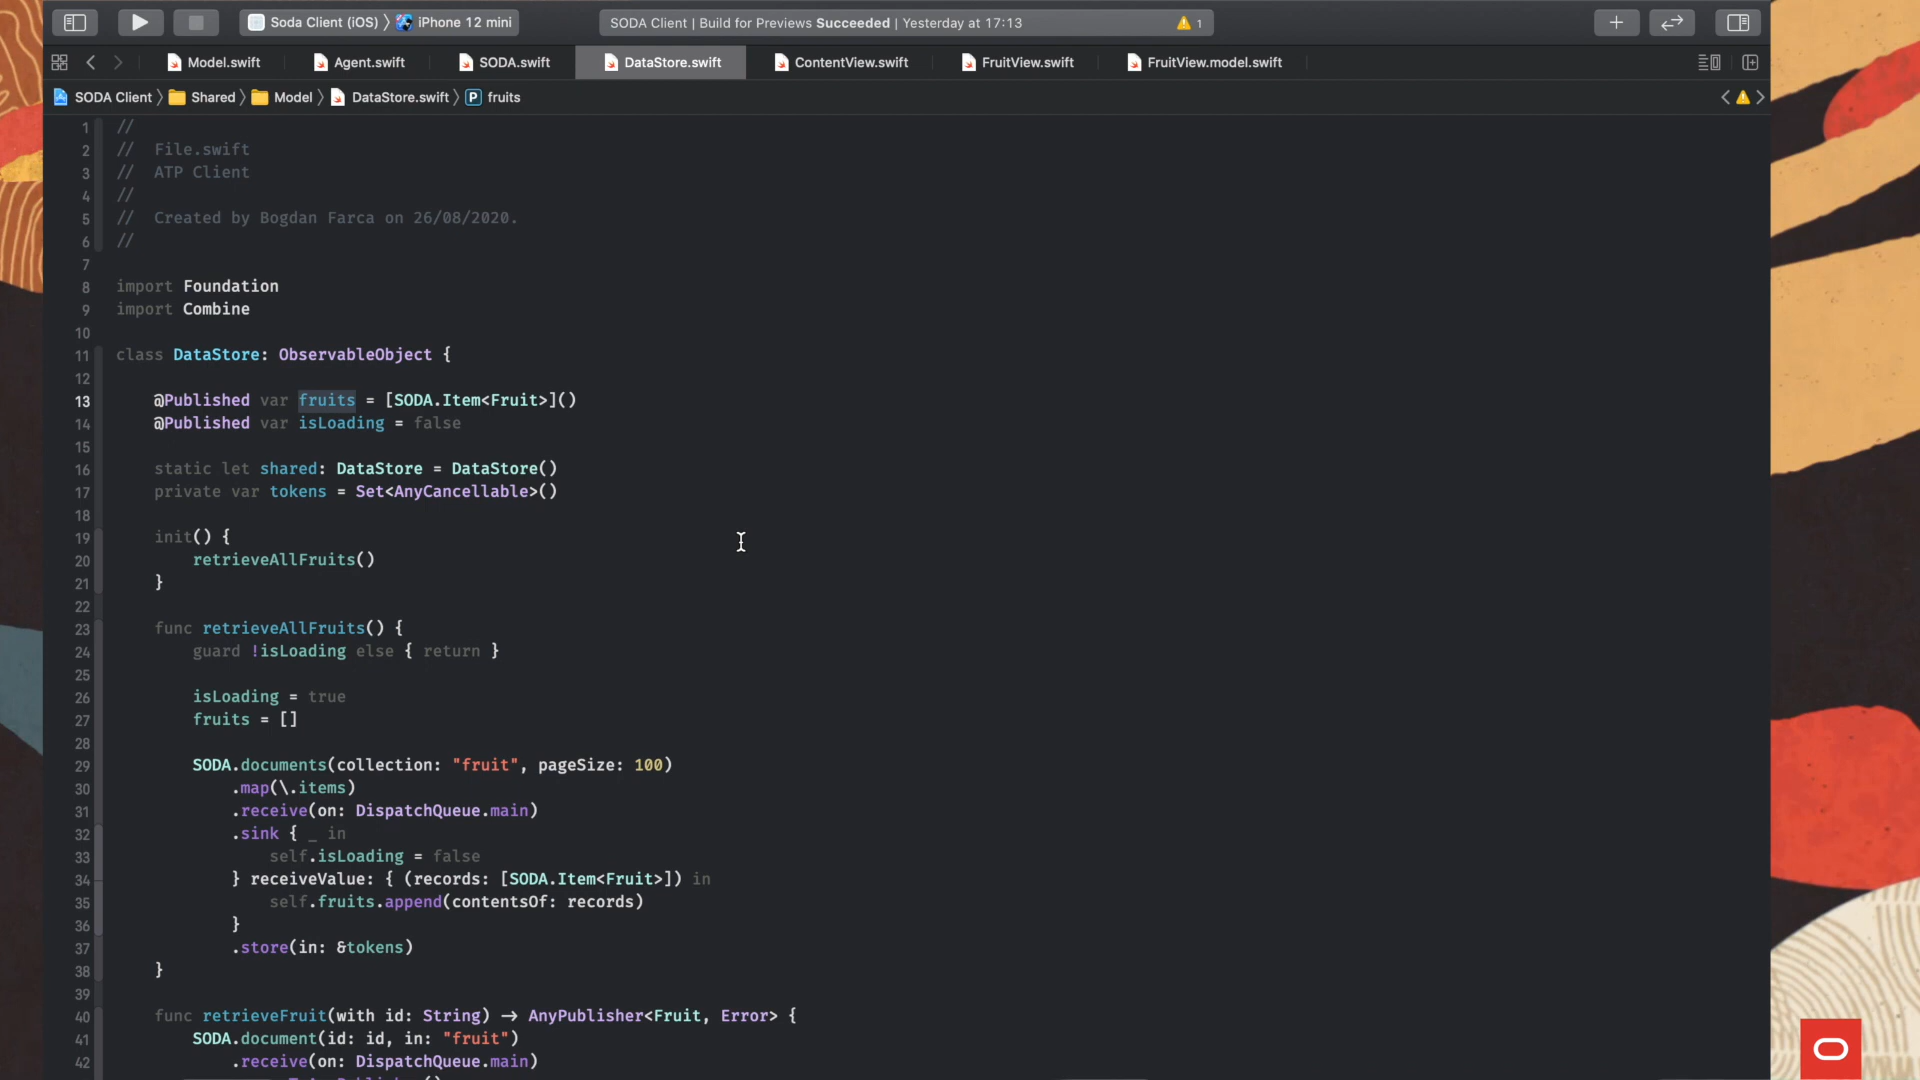 Soda Client (iOS) 〉 iPhone 12 mini
SODA Client | Build for Previews Succeeded | Yesterday at 17:13
1
Model.swift
Agent.swift
SODA.swift
DataStore.swift
ContentView.swift
FruitView.swift
FruitView.model.swift
SODA Client 〉 Shared 〉 Model 〉 DataStore.swift 〉 P fruits
1 //
2 //  File.swift
3 //  ATP Client
4 //
5 //  Created by Bogdan Farca on 26/08/2020.
6 //
7
8 import Foundation
9 import Combine
10
11 class DataStore: ObservableObject {
12
13     @Published var fruits = [SODA.Item<Fruit>]()
14     @Published var isLoading = false
15
16     static let shared: DataStore = DataStore()
17     private var tokens = Set<AnyCancellable>()
18
19     init() {
20         retrieveAllFruits()
21     }
22
23     func retrieveAllFruits() {
24         guard !isLoading else { return }
25
26         isLoading = true
27         fruits = []
28
29         SODA.documents(collection: "fruit", pageSize: 100)
30             .map(\.items)
31             .receive(on: DispatchQueue.main)
32             .sink { _ in
33                 self.isLoading = false
34             } receiveValue: { (records: [SODA.Item<Fruit>]) in
35                 self.fruits.append(contentsOf: records)
36             }
37             .store(in: &tokens)
38     }
39
40     func retrieveFruit(with id: String) -> AnyPublisher<Fruit, Error> {
41         SODA.document(id: id, in: "fruit")
42             .receive(on: DispatchQueue.main)